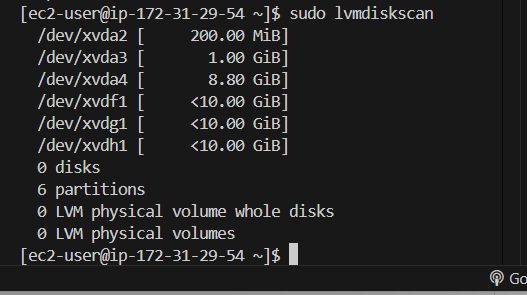 [ec2-user@ip-172-31-29-54 ~]$ sudo lvmdiskscan
  /dev/xvda2 [     200.00 MiB]
  /dev/xvda3 [       1.00 GiB]
  /dev/xvda4 [       8.80 GiB]
  /dev/xvdf1 [     <10.00 GiB]
  /dev/xvdg1 [     <10.00 GiB]
  /dev/xvdh1 [     <10.00 GiB]
  0 disks
  6 partitions
  0 LVM physical volume whole disks
  0 LVM physical volumes
[ec2-user@ip-172-31-29-54 ~]$
Go